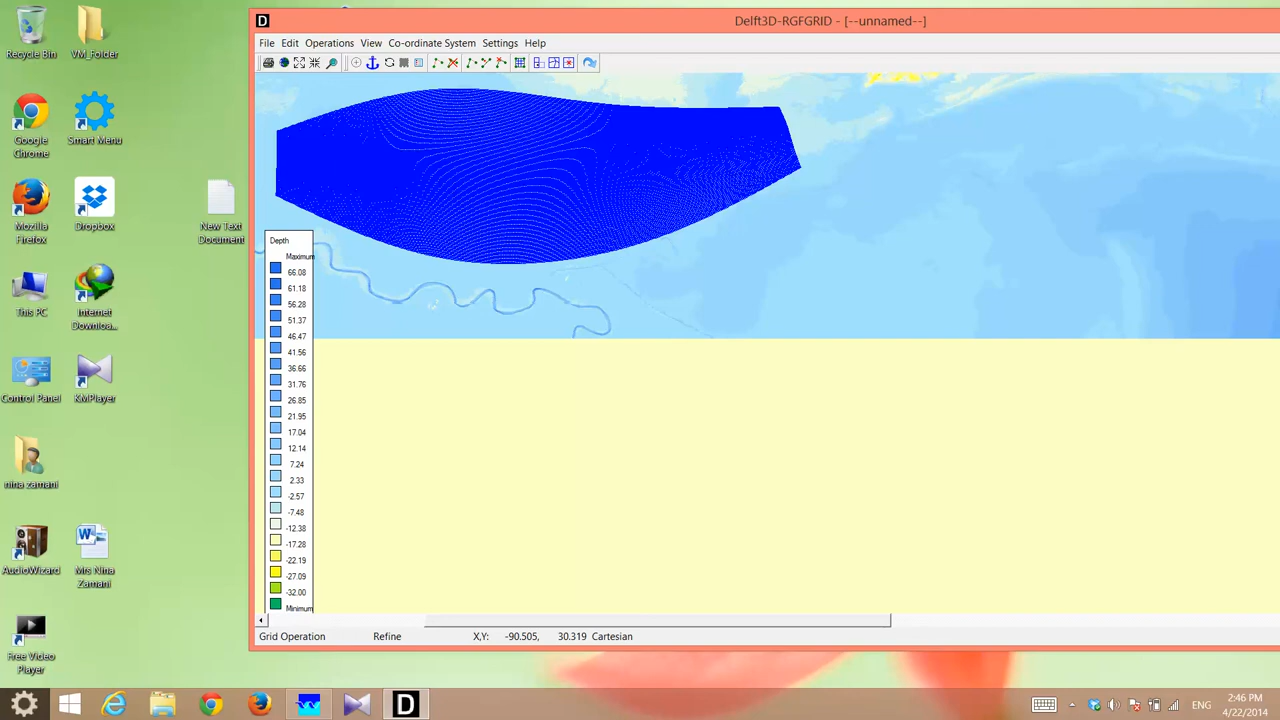 Delft3D-RGFGRID - [--unnamed--]
D
File Edit Operations View Co-ordinate System Settings Help
Recycle Bin
VM_Folder
Google
Chrome
Smart Menu
Mozilla
Firefox
Dropbox
New Text
Document
This PC
Internet
Downloa...
Control Panel
KMPlayer
nina zamani
AudioWizard
Mrs Nina
Zamani
Free Video
Player
Depth
Maximum
66.08
61.18
56.28
51.37
46.47
41.56
36.66
31.76
26.85
21.95
17.04
12.14
7.24
2.33
-2.57
-7.48
-12.38
-17.28
-22.19
-27.09
-32.00
Minimum
Grid Operation Refine X,Y: -90.505, 30.319 Cartesian
D
ENG
2:46 PM
4/22/2014